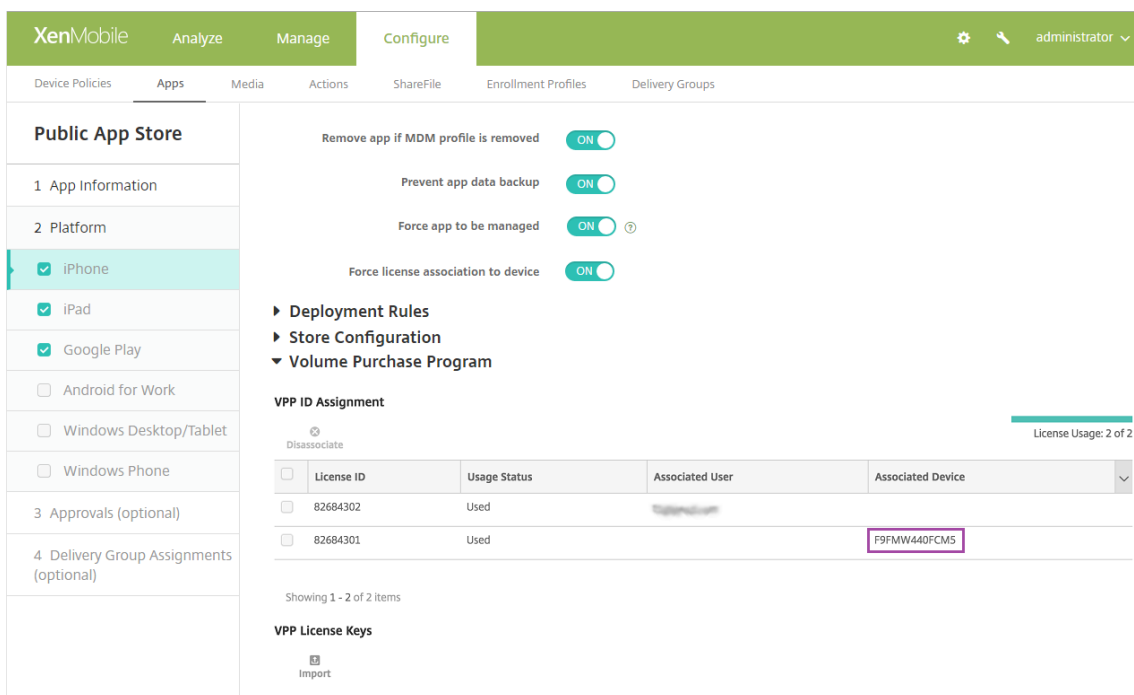 XenMobile Analyze Manage Configure administrator
Device Policies Apps Media Actions ShareFile Enrollment Profiles Delivery Groups
Public App Store
1 App Information
2 Platform
iPhone
iPad
Google Play
Android for Work
Windows Desktop/Tablet
Windows Phone
3 Approvals (optional)
4 Delivery Group Assignments
(optional)
Remove app if MDM profile is removed ON
Prevent app data backup ON
Force app to be managed ON ?
Force license association to device ON
Deployment Rules
Store Configuration
Volume Purchase Program
VPP ID Assignment
Disassociate
License Usage: 2 of 2
License ID Usage Status Associated User Associated Device
82684302 Used
82684301 Used F9FMW440FCM5
Showing 1 - 2 of 2 items
VPP License Keys
Import